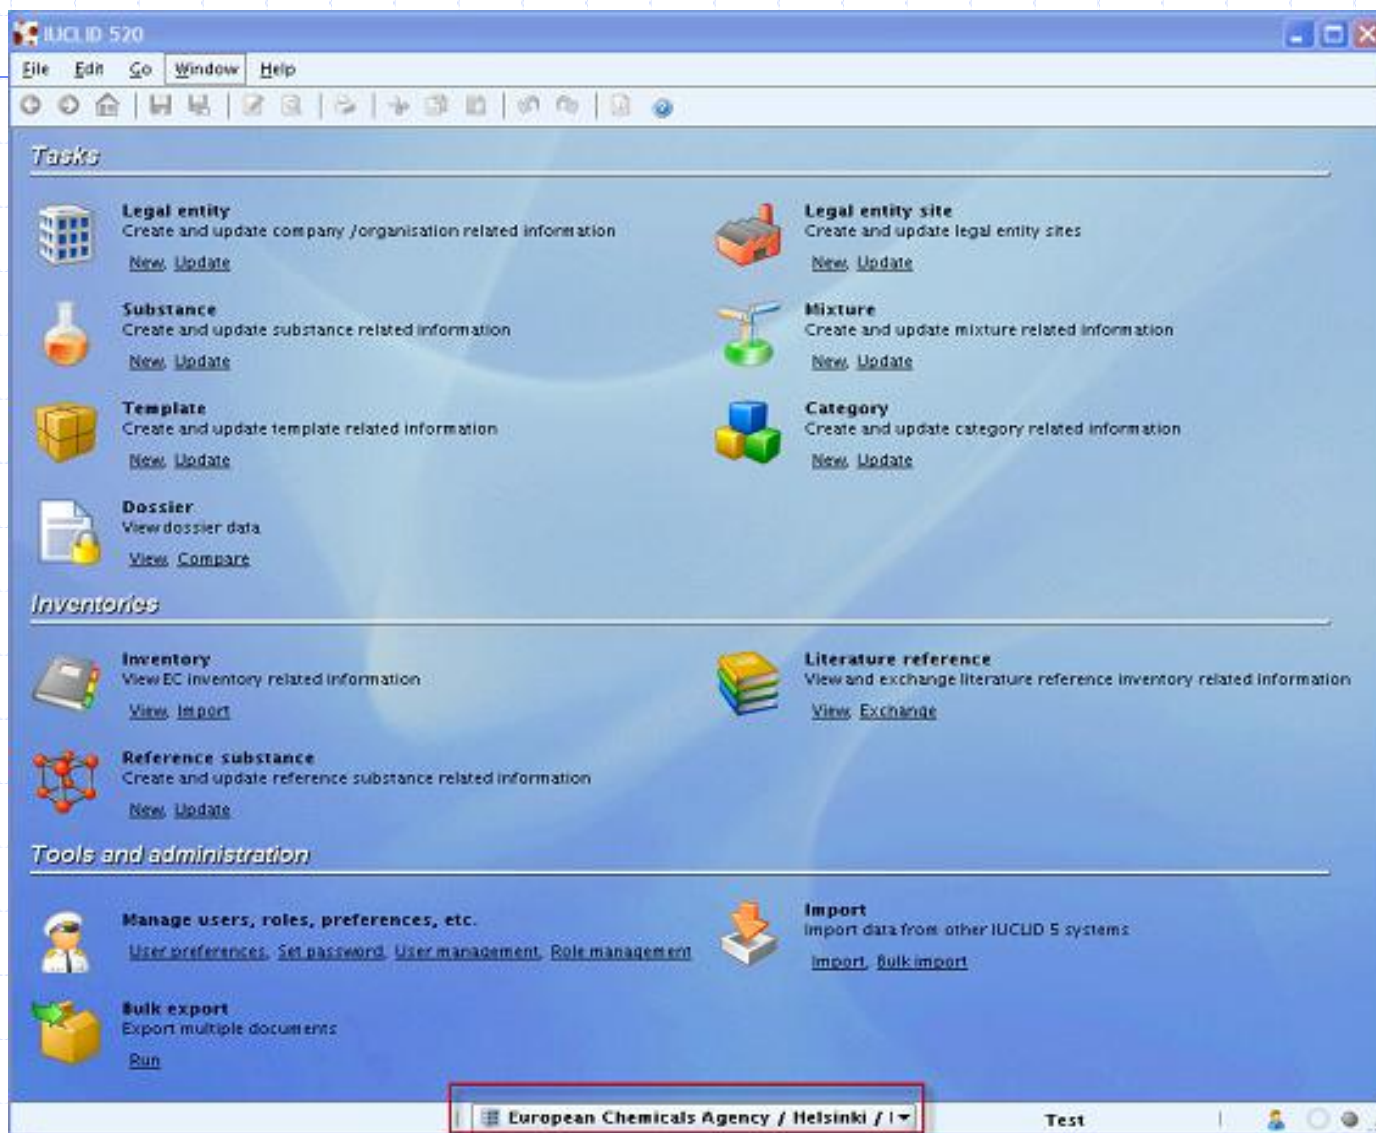 IUCLID 520
File Edit Go Window Help
Tasks
Legal entity
Create and update company /organisation related information
New, Update
Legal entity site
Create and update legal entity sites
New, Update
Substance
Create and update substance related information
New, Update
Mixture
Create and update mixture related information
New, Update
Template
Create and update template related information
New, Update
Category
Create and update category related information
New, Update
Dossier
View dossier data
View, Compare
Inventories
Inventory
View EC inventory related information
View, Import
Literature reference
View and exchange literature reference inventory related information
View, Exchange
Reference substance
Create and update reference substance related information
New, Update
Tools and administration
Manage users, roles, preferences, etc.
User preferences, Set password, User management, Role management
Import
Import data from other IUCLID 5 systems
Import, Bulk import
Bulk export
Export multiple documents
Run
European Chemicals Agency / Helsinki /
Test